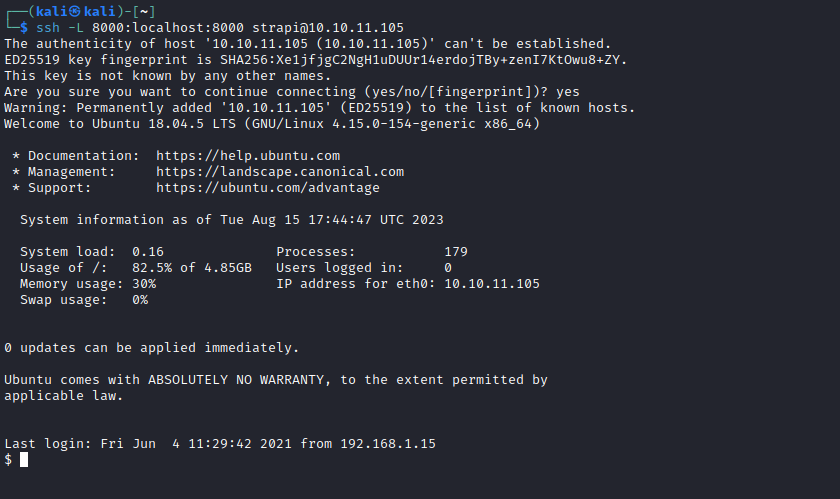 ┌──(kali㉿kali)-[~]
└─$ ssh -L 8000:localhost:8000 strapi@10.10.11.105
The authenticity of host '10.10.11.105 (10.10.11.105)' can't be established.
ED25519 key fingerprint is SHA256:Xe1jfjgC2NgH1uDUUr14erdojTBy+zenI7KtOwu8+ZY.
This key is not known by any other names.
Are you sure you want to continue connecting (yes/no/[fingerprint])? yes
Warning: Permanently added '10.10.11.105' (ED25519) to the list of known hosts.
Welcome to Ubuntu 18.04.5 LTS (GNU/Linux 4.15.0-154-generic x86_64)
* Documentation:  https://help.ubuntu.com
* Management:     https://landscape.canonical.com
* Support:        https://ubuntu.com/advantage
System information as of Tue Aug 15 17:44:47 UTC 2023
System load:  0.16              Processes:            179
Usage of /:   82.5% of 4.85GB   Users logged in:      0
Memory usage: 30%               IP address for eth0: 10.10.11.105
Swap usage:   0%
0 updates can be applied immediately.
Ubuntu comes with ABSOLUTELY NO WARRANTY, to the extent permitted by
applicable law.
Last login: Fri Jun  4 11:29:42 2021 from 192.168.1.15
$